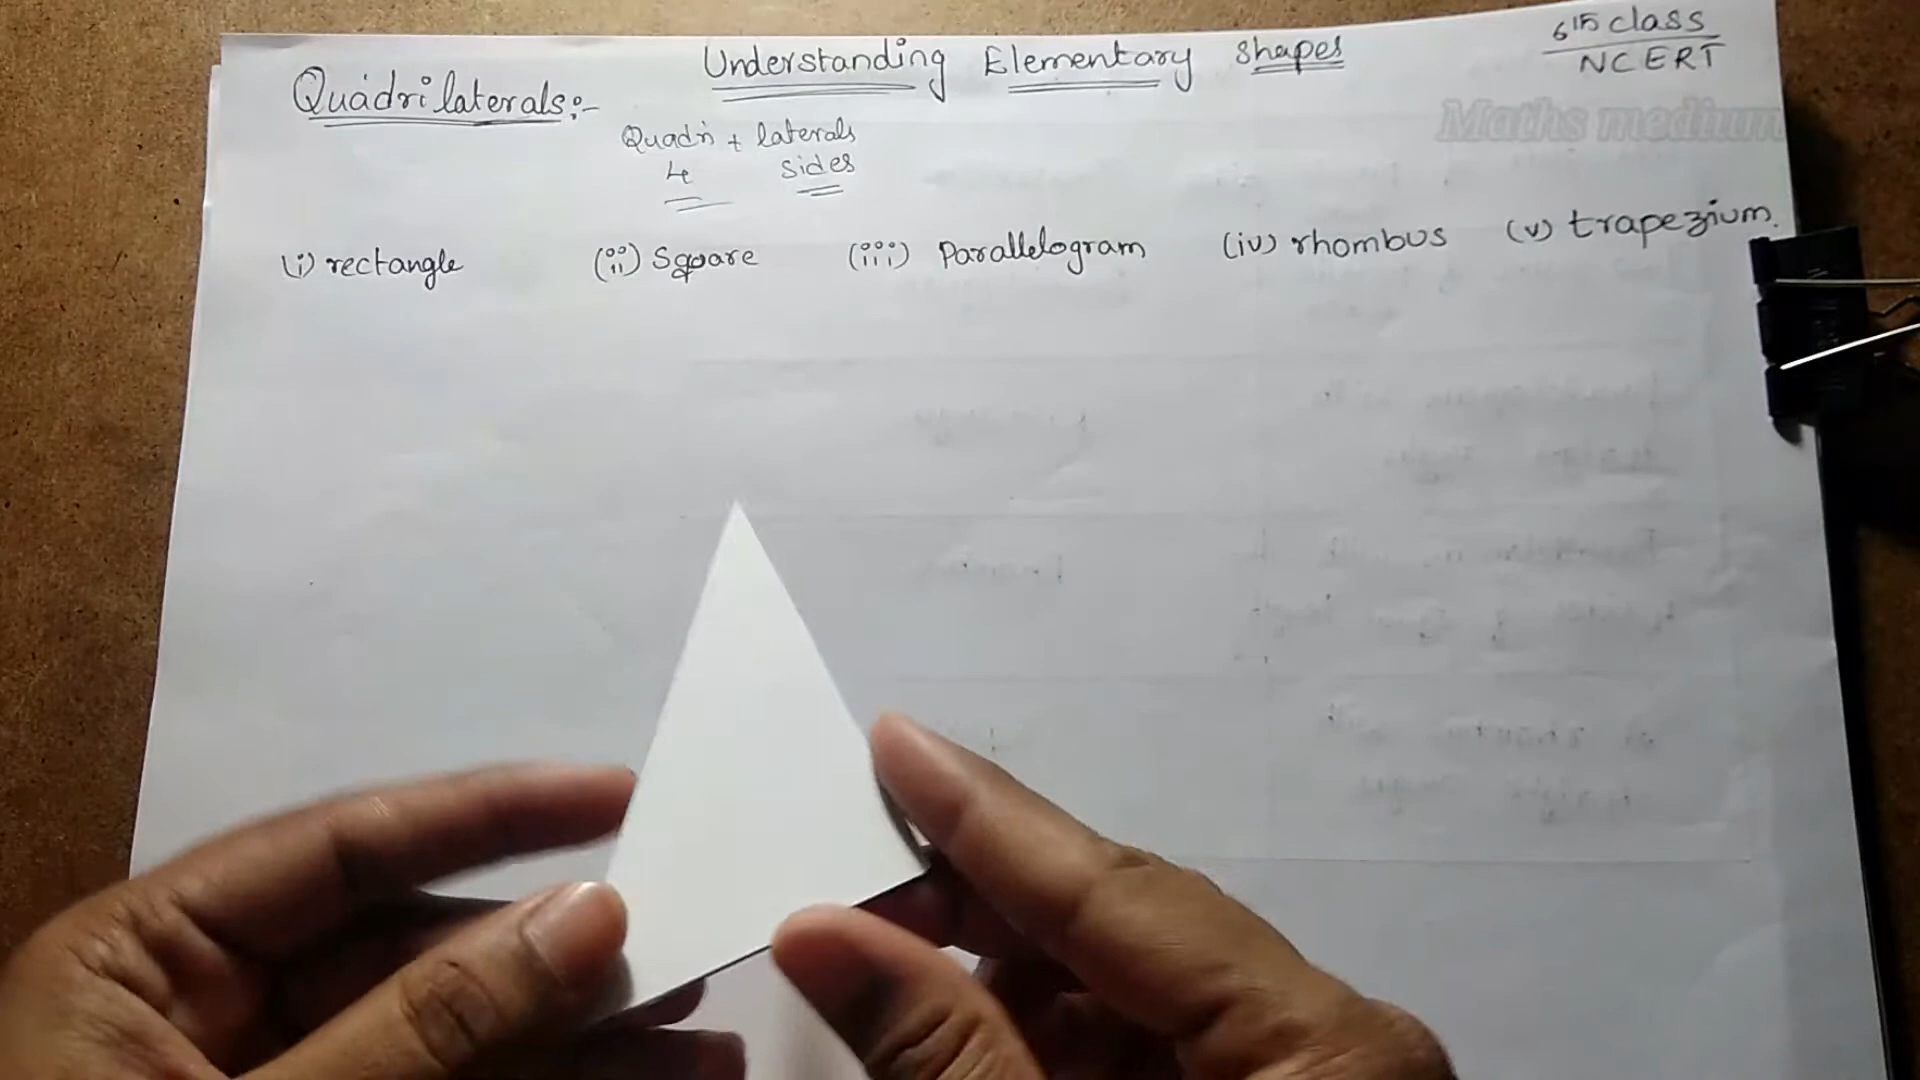 6th class
NCERT
Understanding Elementary shapes
Quadrilaterals:-
Maths medium
Quadri + laterals
4 sides
(i) rectangle (ii) Square (iii) Parallelogram (iv) rhombus (v) trapezium.